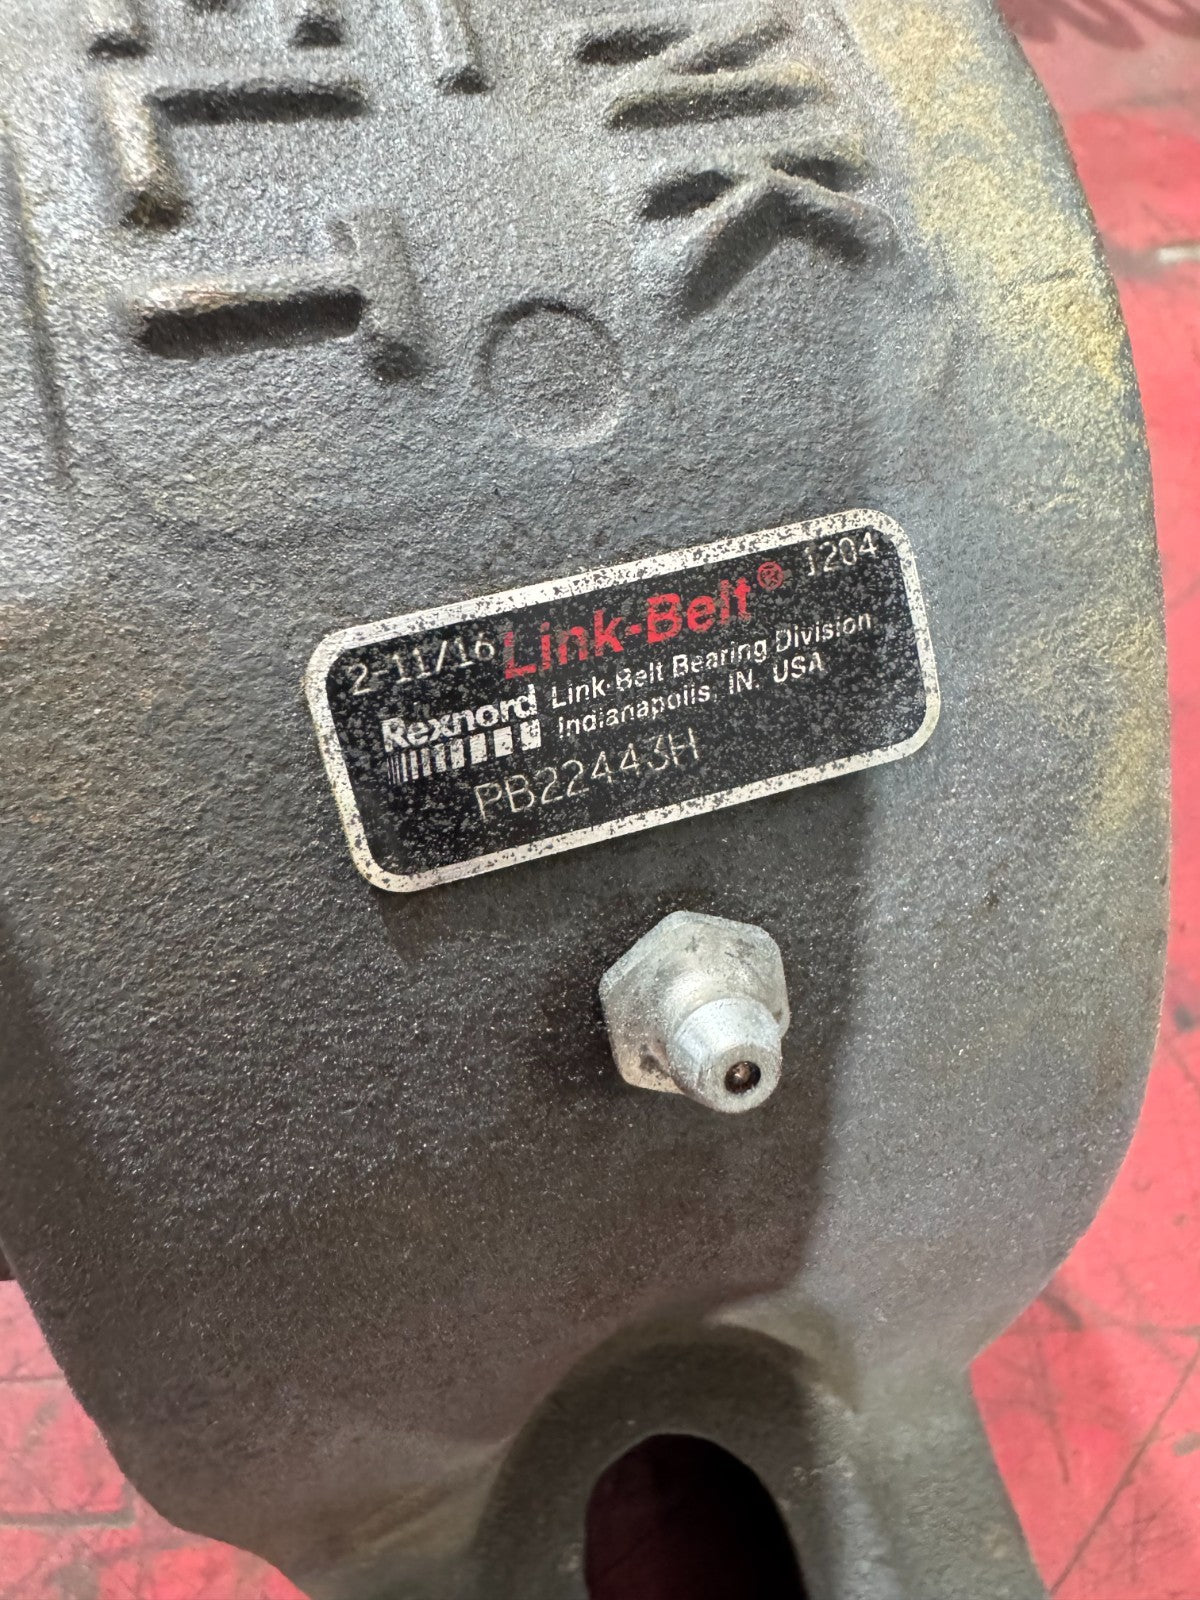 2-11/16 Link-Belt® 1204
Rexnord Link-Belt Bearing Division
Indianapolis, IN. USA
PB22443H